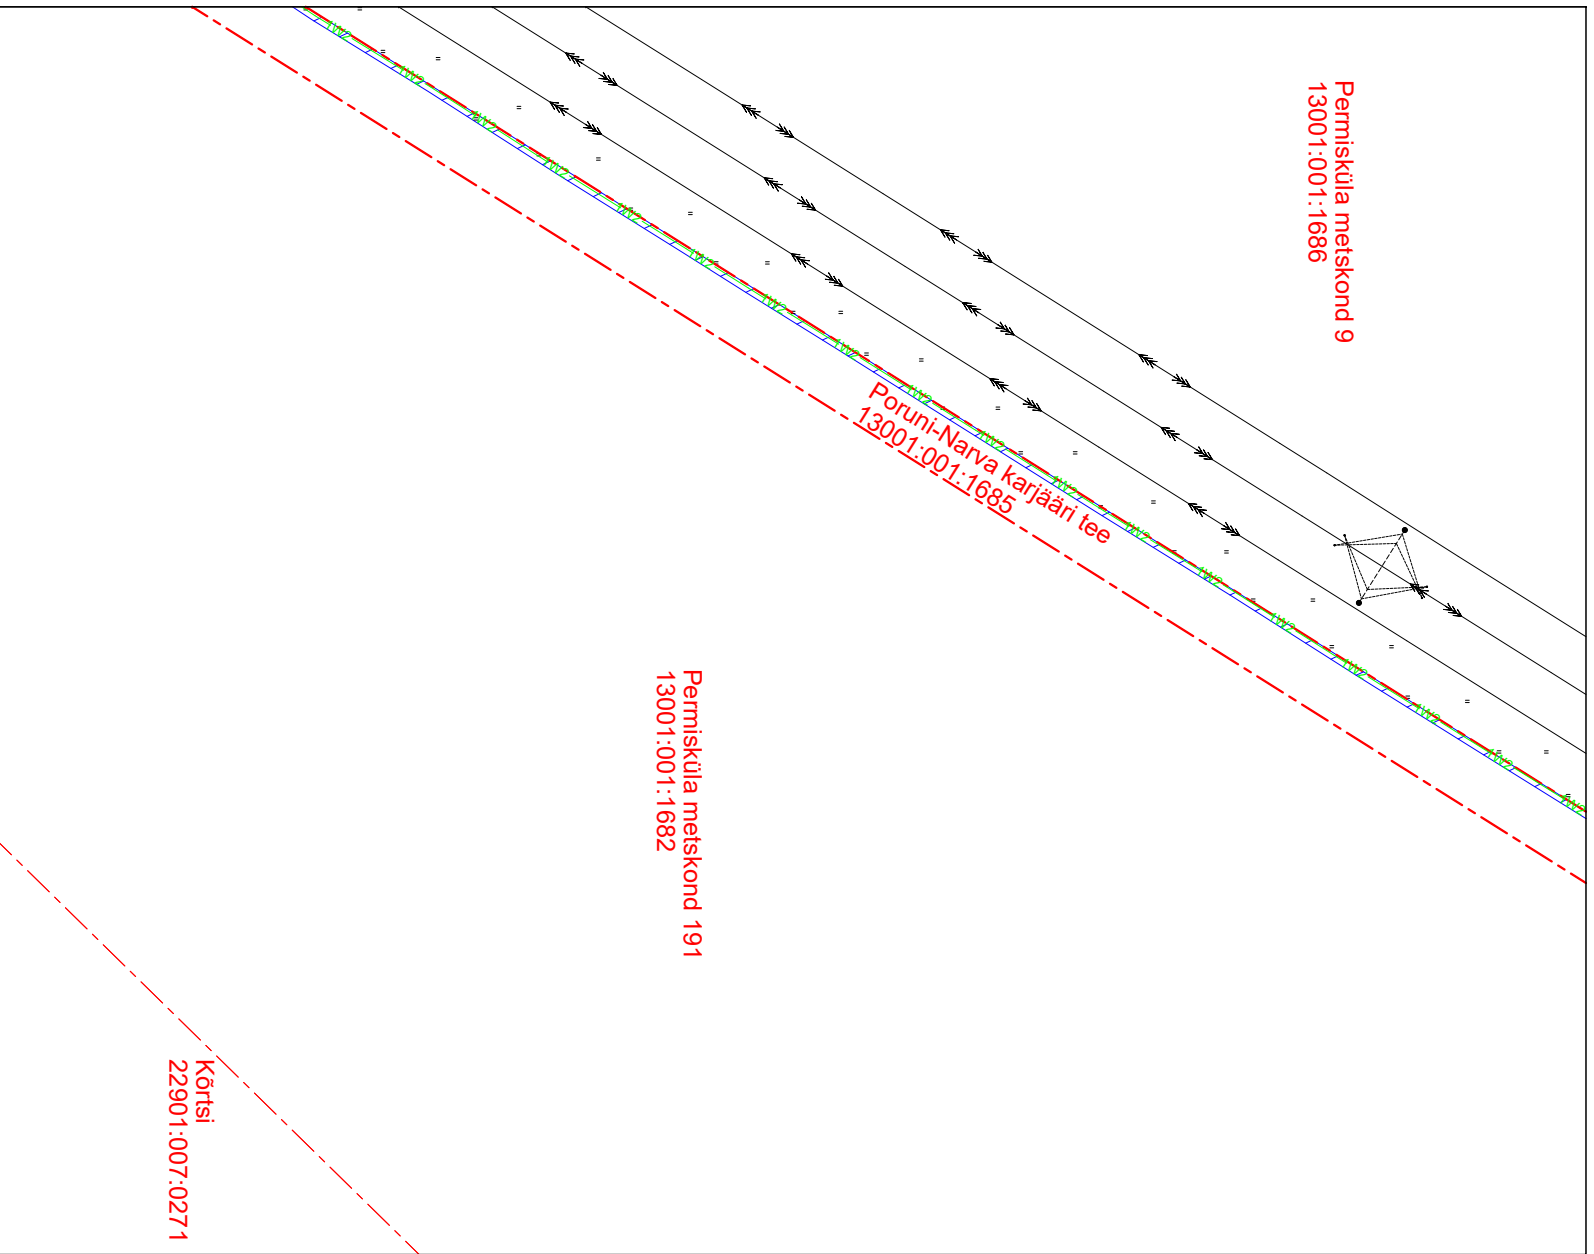 Permisküla metskond 9
13001:001:1686
Poruni-Narva karjääri tee
13001:001:1685
Permisküla metskond 191
13001:001:1682
Kõrtsi
22901:007:0271